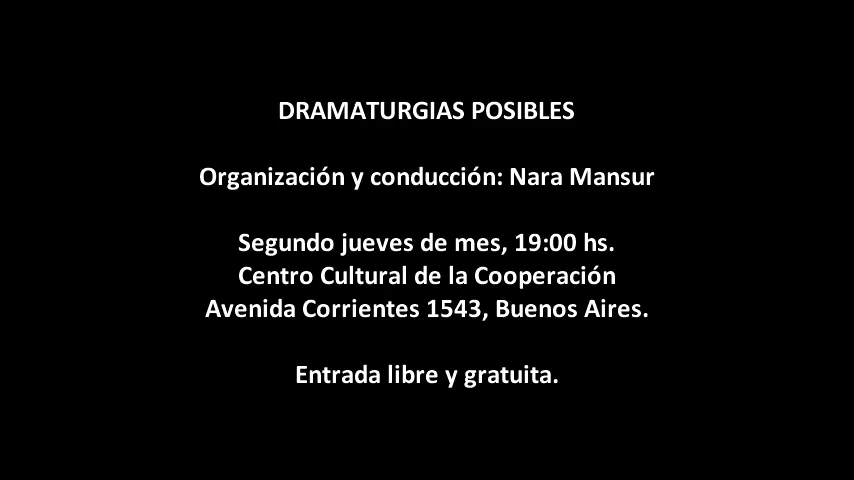 DRAMATURGIAS POSIBLES
Organización y conducción: Nara Mansur
Segundo jueves de mes, 19:00 hs.
Centro Cultural de la Cooperación
Avenida Corrientes 1543, Buenos Aires.
Entrada libre y gratuita.